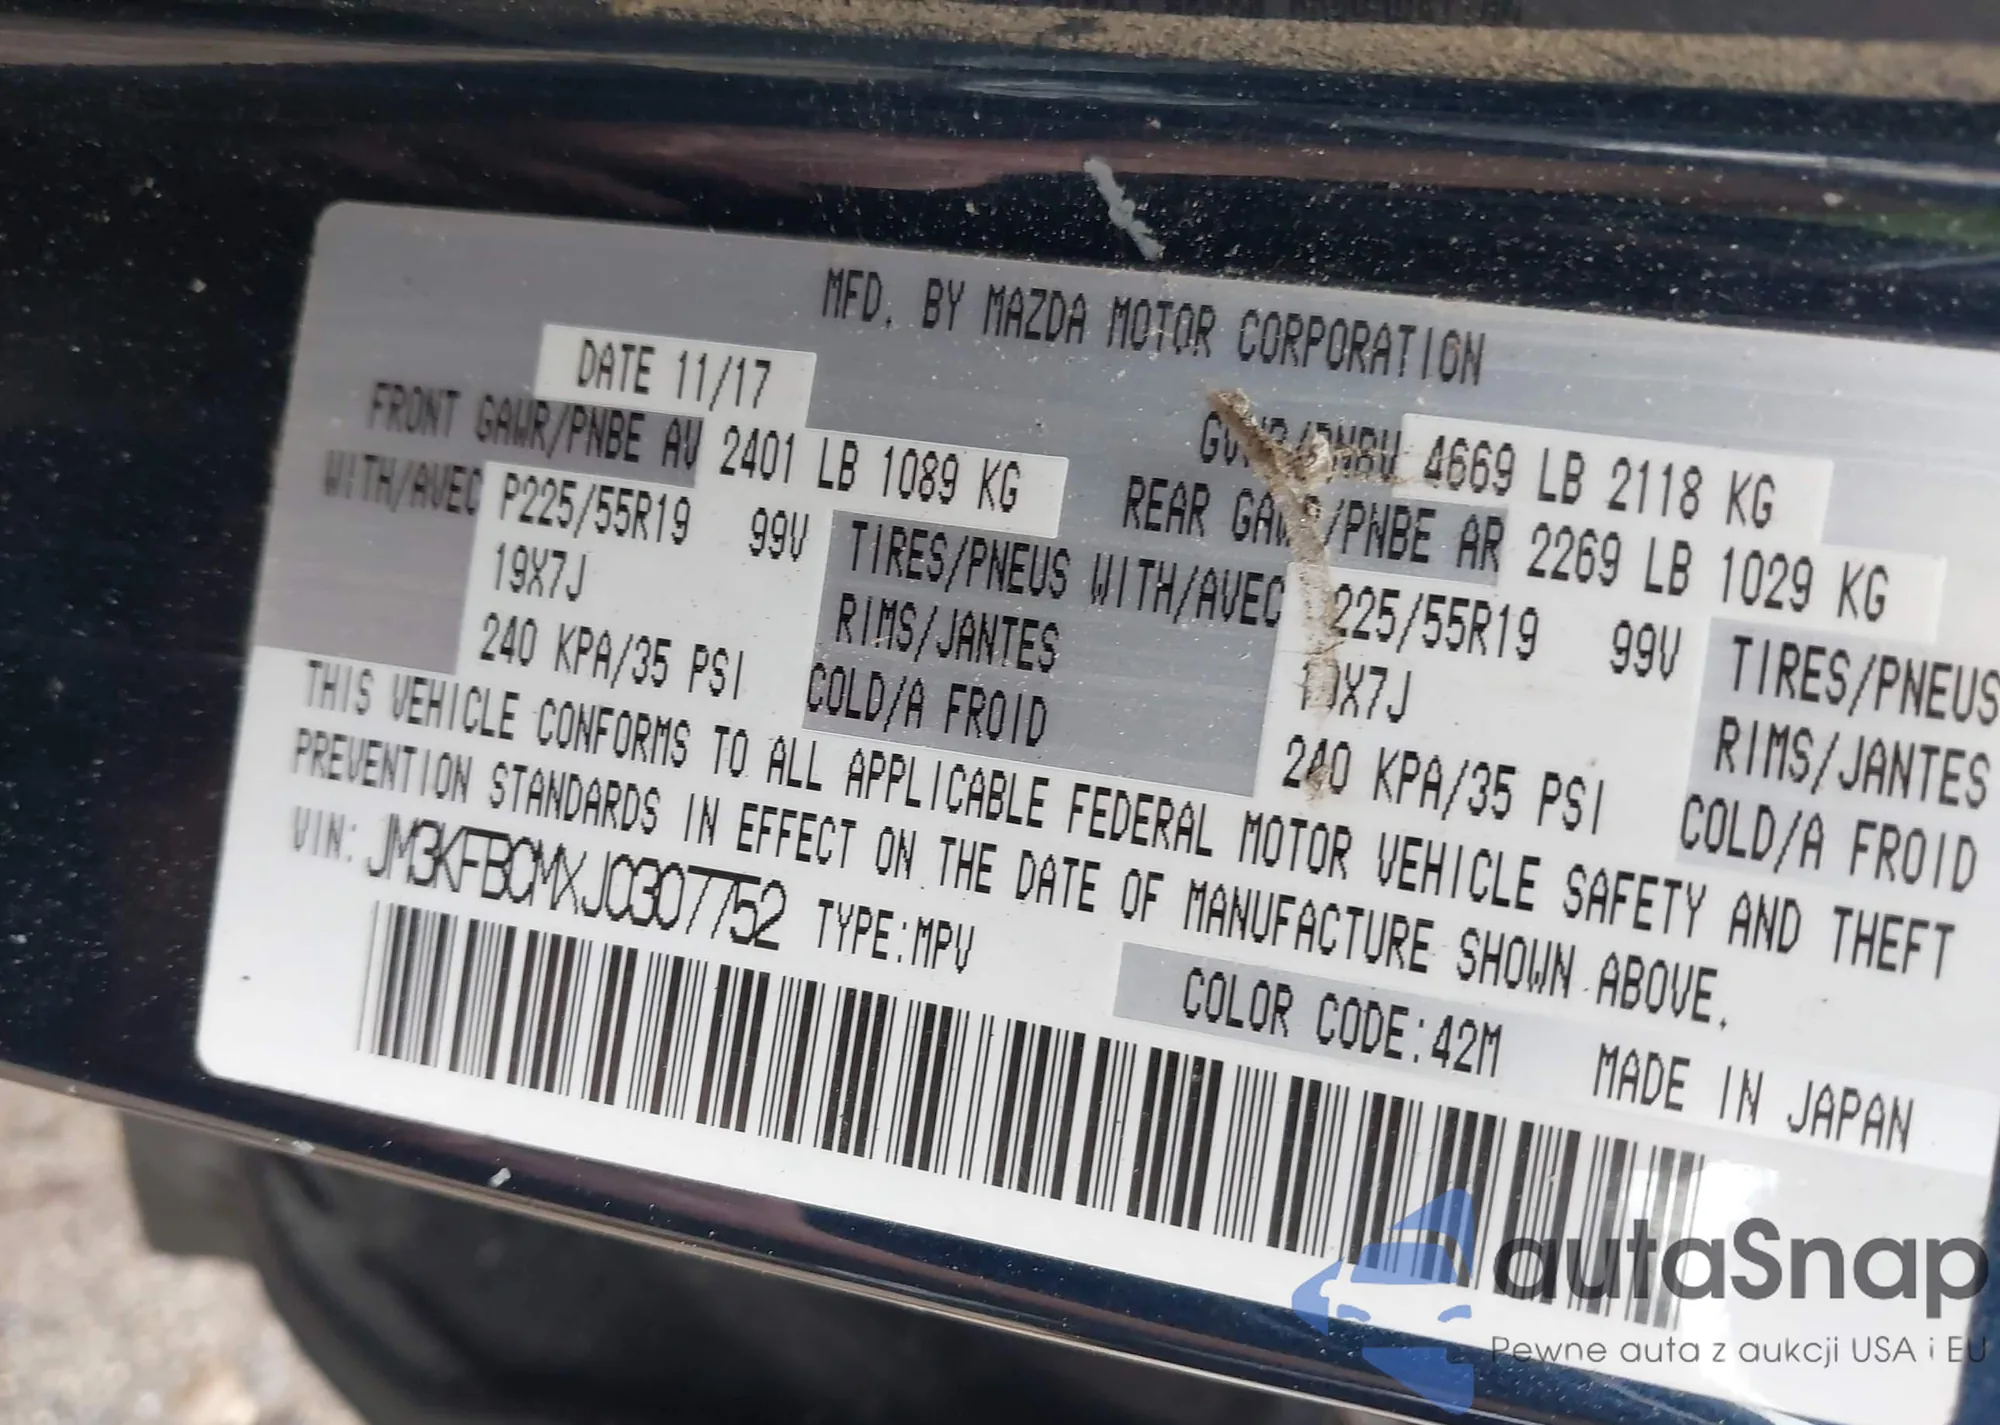 MFD. BY MAZDA MOTOR CORPORATION
DATE 11/17
FRONT GAWR/PNBE AV 2401 LB 1089 KG
WITH/AVEC P225/55R19 99V TIRES/PNEUS
19X7J RIMS/JANTES
240 KPA/35 PSI COLD/A FROID
4669 LB 2118 KG
REAR GAWR/PNBE AR 2269 LB 1029 KG
WITH/AVEC 225/55R19 99V TIRES/PNEUS
19X7J RIMS/JANTES
240 KPA/35 PSI COLD/A FROID
THIS VEHICLE CONFORMS TO ALL APPLICABLE FEDERAL MOTOR VEHICLE SAFETY AND THEFT
PREVENTION STANDARDS IN EFFECT ON THE DATE OF MANUFACTURE SHOWN ABOVE.
VIN: JM3KFBCMXJ0307752 TYPE:MPV
COLOR CODE:42M
MADE IN JAPAN
autaSnap
Pewne auta z aukcji USA i EU